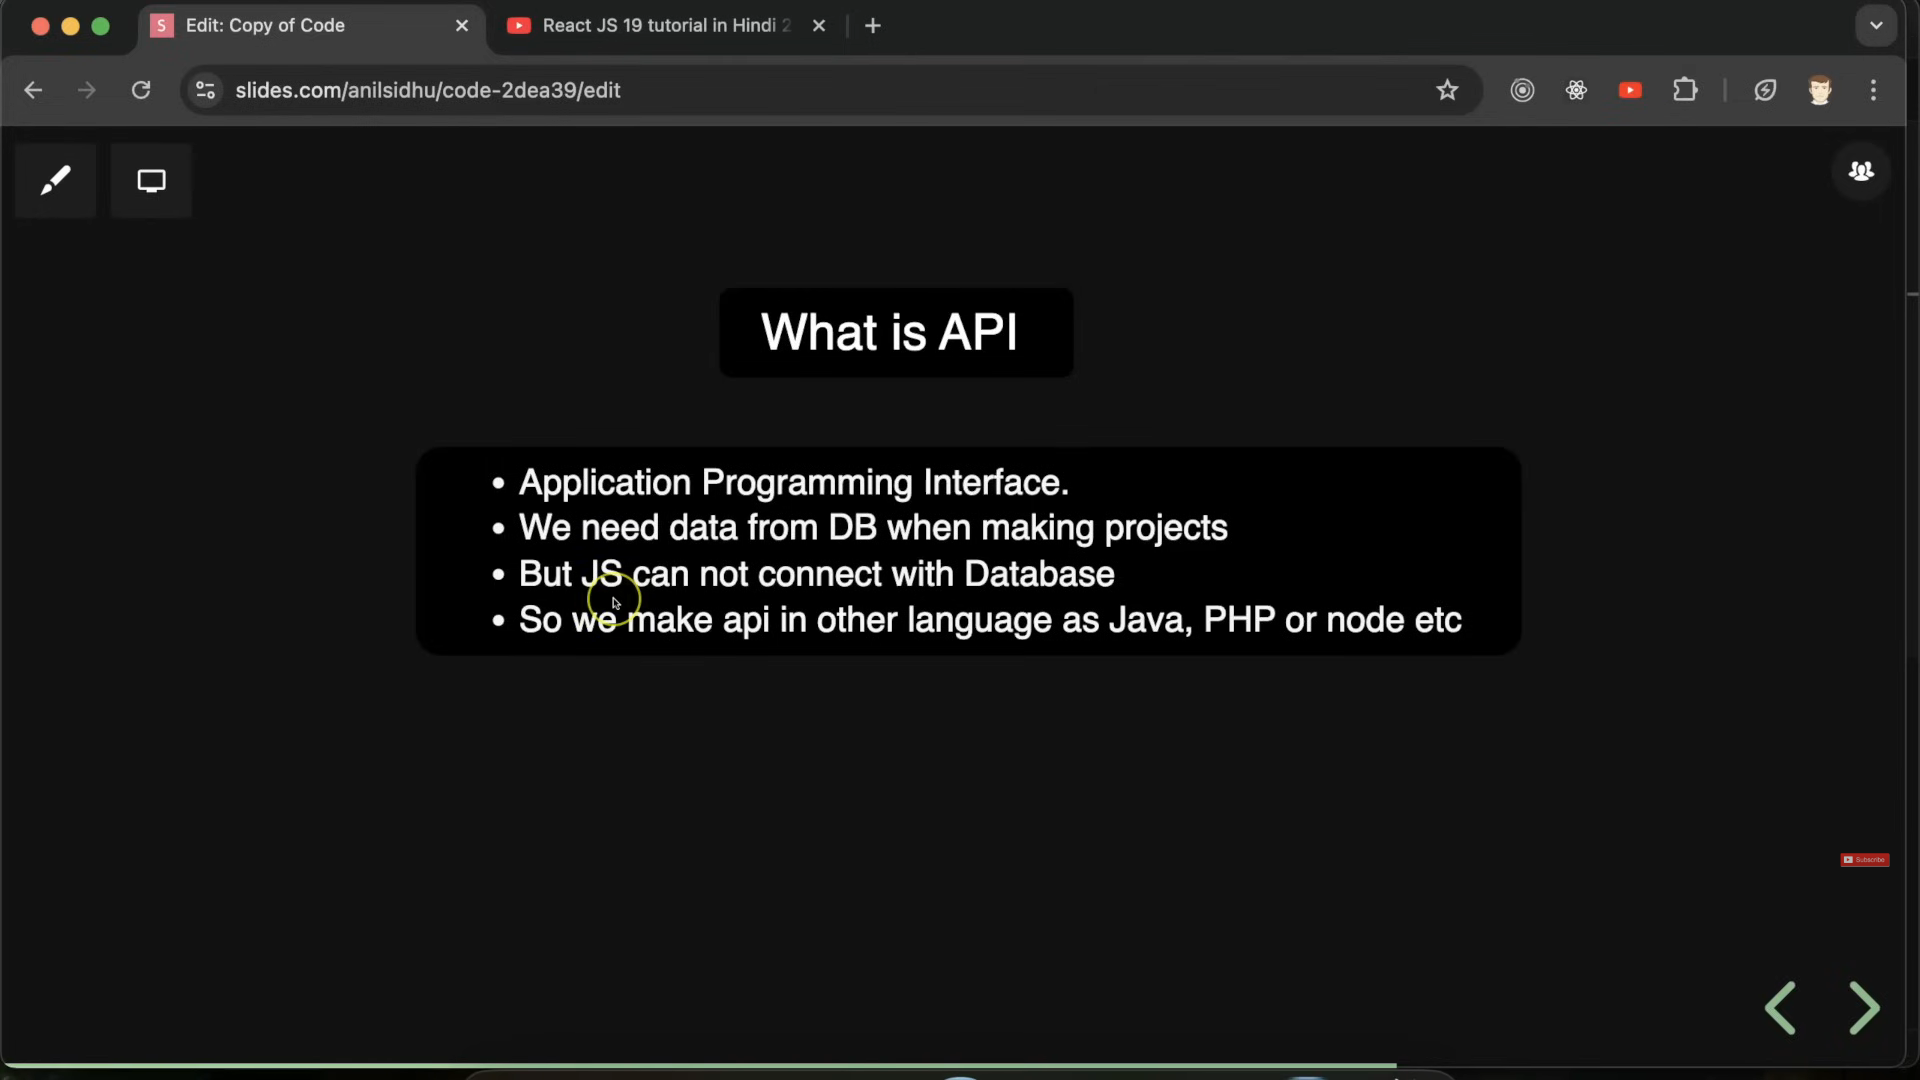 S Edit: Copy of Code
React JS 19 tutorial in Hindi 2
slides.com/anilsidhu/code-2dea39/edit
What is API
• Application Programming Interface.
• We need data from DB when making projects
• But JS can not connect with Database
• So we make api in other language as Java, PHP or node etc
Subscribe